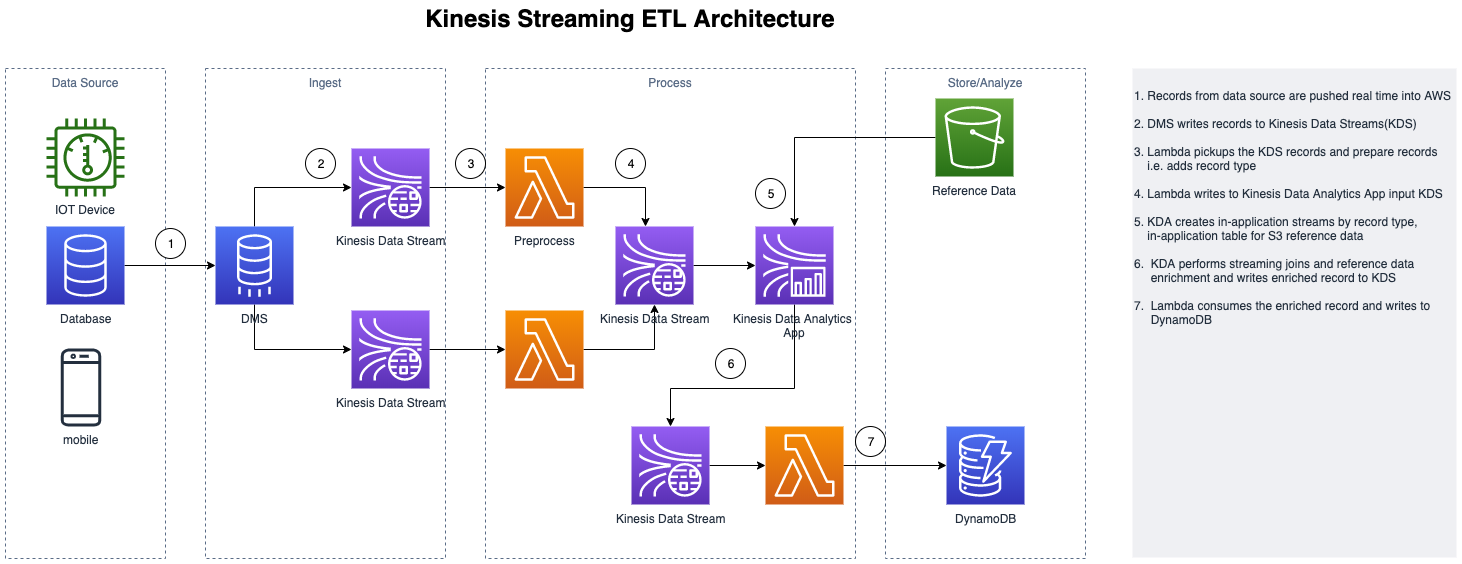 Kinesis Streaming ETL Architecture
Data Source
Ingest
Process
Store/Analyze
IOT Device
Database
mobile
1
DMS
2
Kinesis Data Stream
Kinesis Data Stream
3
Preprocess
4
Kinesis Data Stream
5
Kinesis Data Analytics
App
6
Kinesis Data Stream
7
Reference Data
DynamoDB
1. Records from data source are pushed real time into AWS
2. DMS writes records to Kinesis Data Streams(KDS)
3. Lambda pickups the KDS records and prepare records
i.e. adds record type
4. Lambda writes to Kinesis Data Analytics App input KDS
5. KDA creates in-application streams by record type,
in-application table for S3 reference data
6. KDA performs streaming joins and reference data
enrichment and writes enriched record to KDS
7. Lambda consumes the enriched record and writes to
DynamoDB